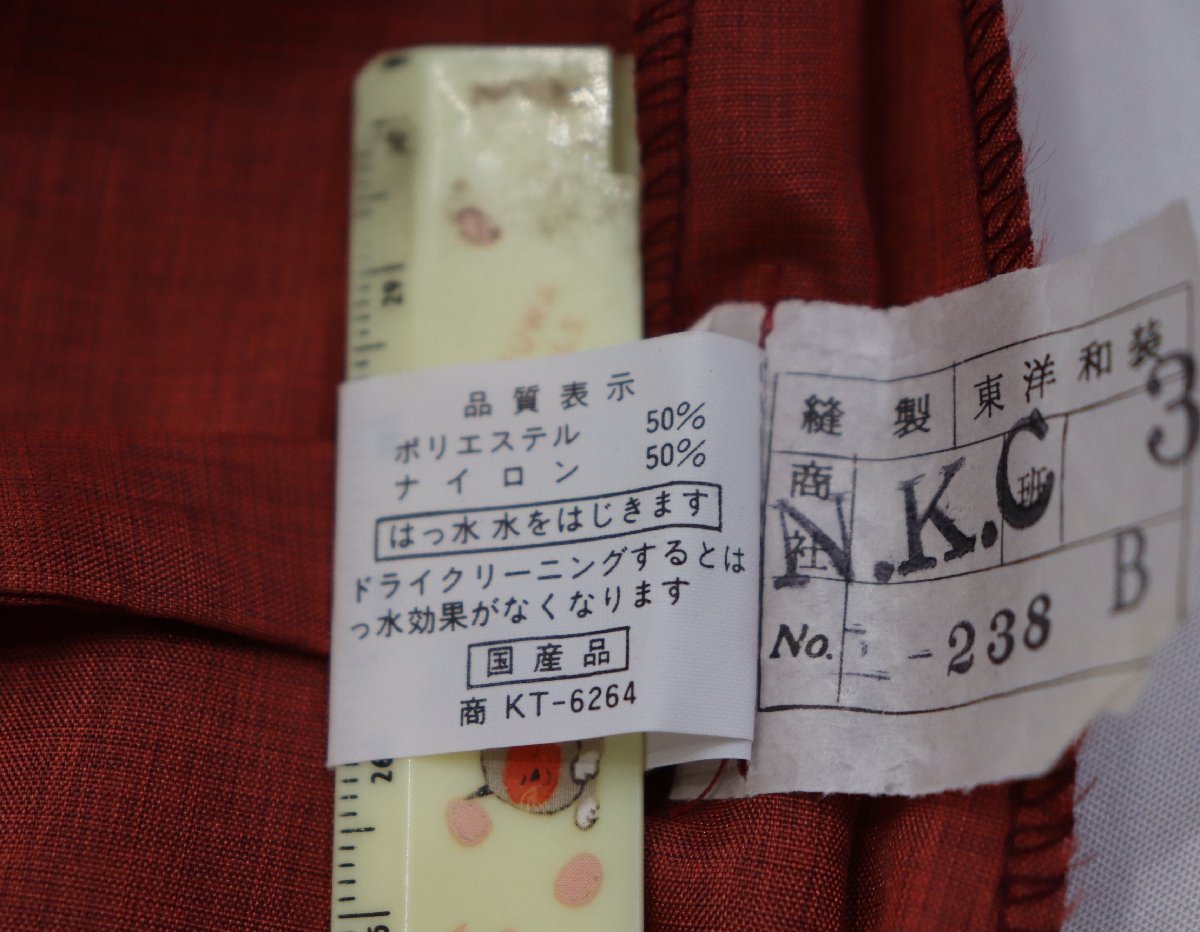 品質表示
ポリエステル 50%
ナイロン 50%
はっ水 水をはじきます
ドライクリーニングするとは
っ水効果がなくなります
国産品
商 KT-6264
縫製 東洋和装
商社 N.K.C 班 3
No. -238 B
29
26